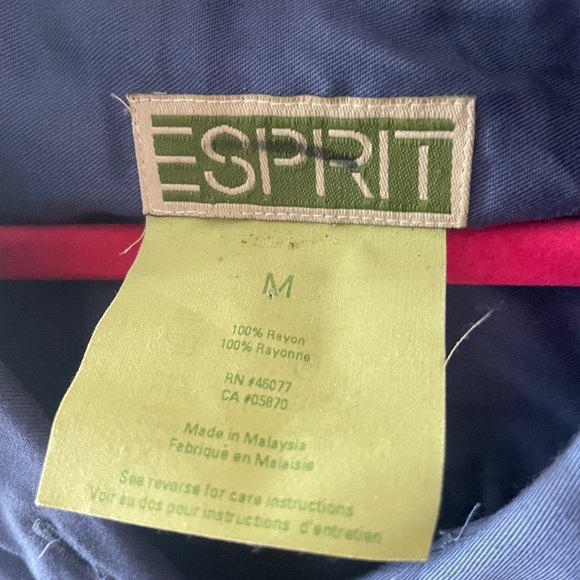 ESPRIT
M
100% Rayon
100% Rayonne
RN #46077
CA #05870
Made in Malaysia
Fabriqué en Malaisie
See reverse for care instructions
Voir au dos pour instructions d'entretien